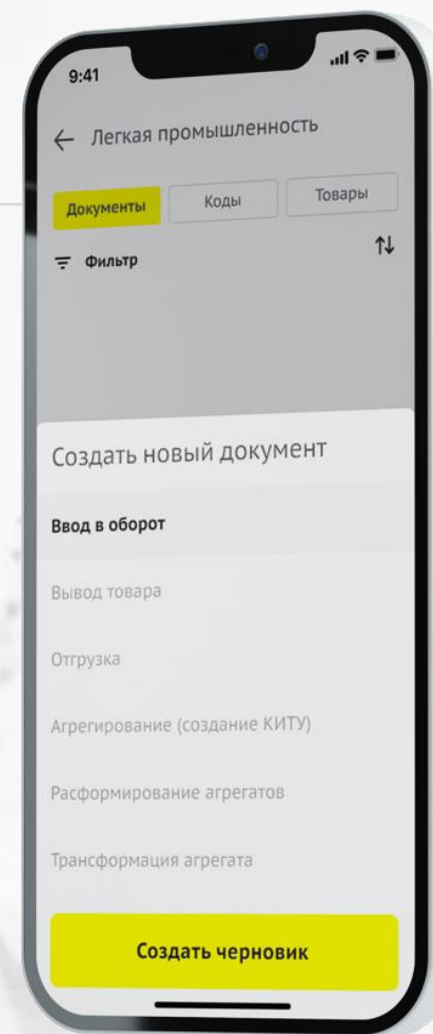 9:41
Легкая промышленность
Документы Коды Товары
Фильтр
Создать новый документ
Ввод в оборот
Вывод товара
Отгрузка
Агрегирование (создание КИТУ)
Расформирование агрегатов
Трансформация агрегата
Создать черновик